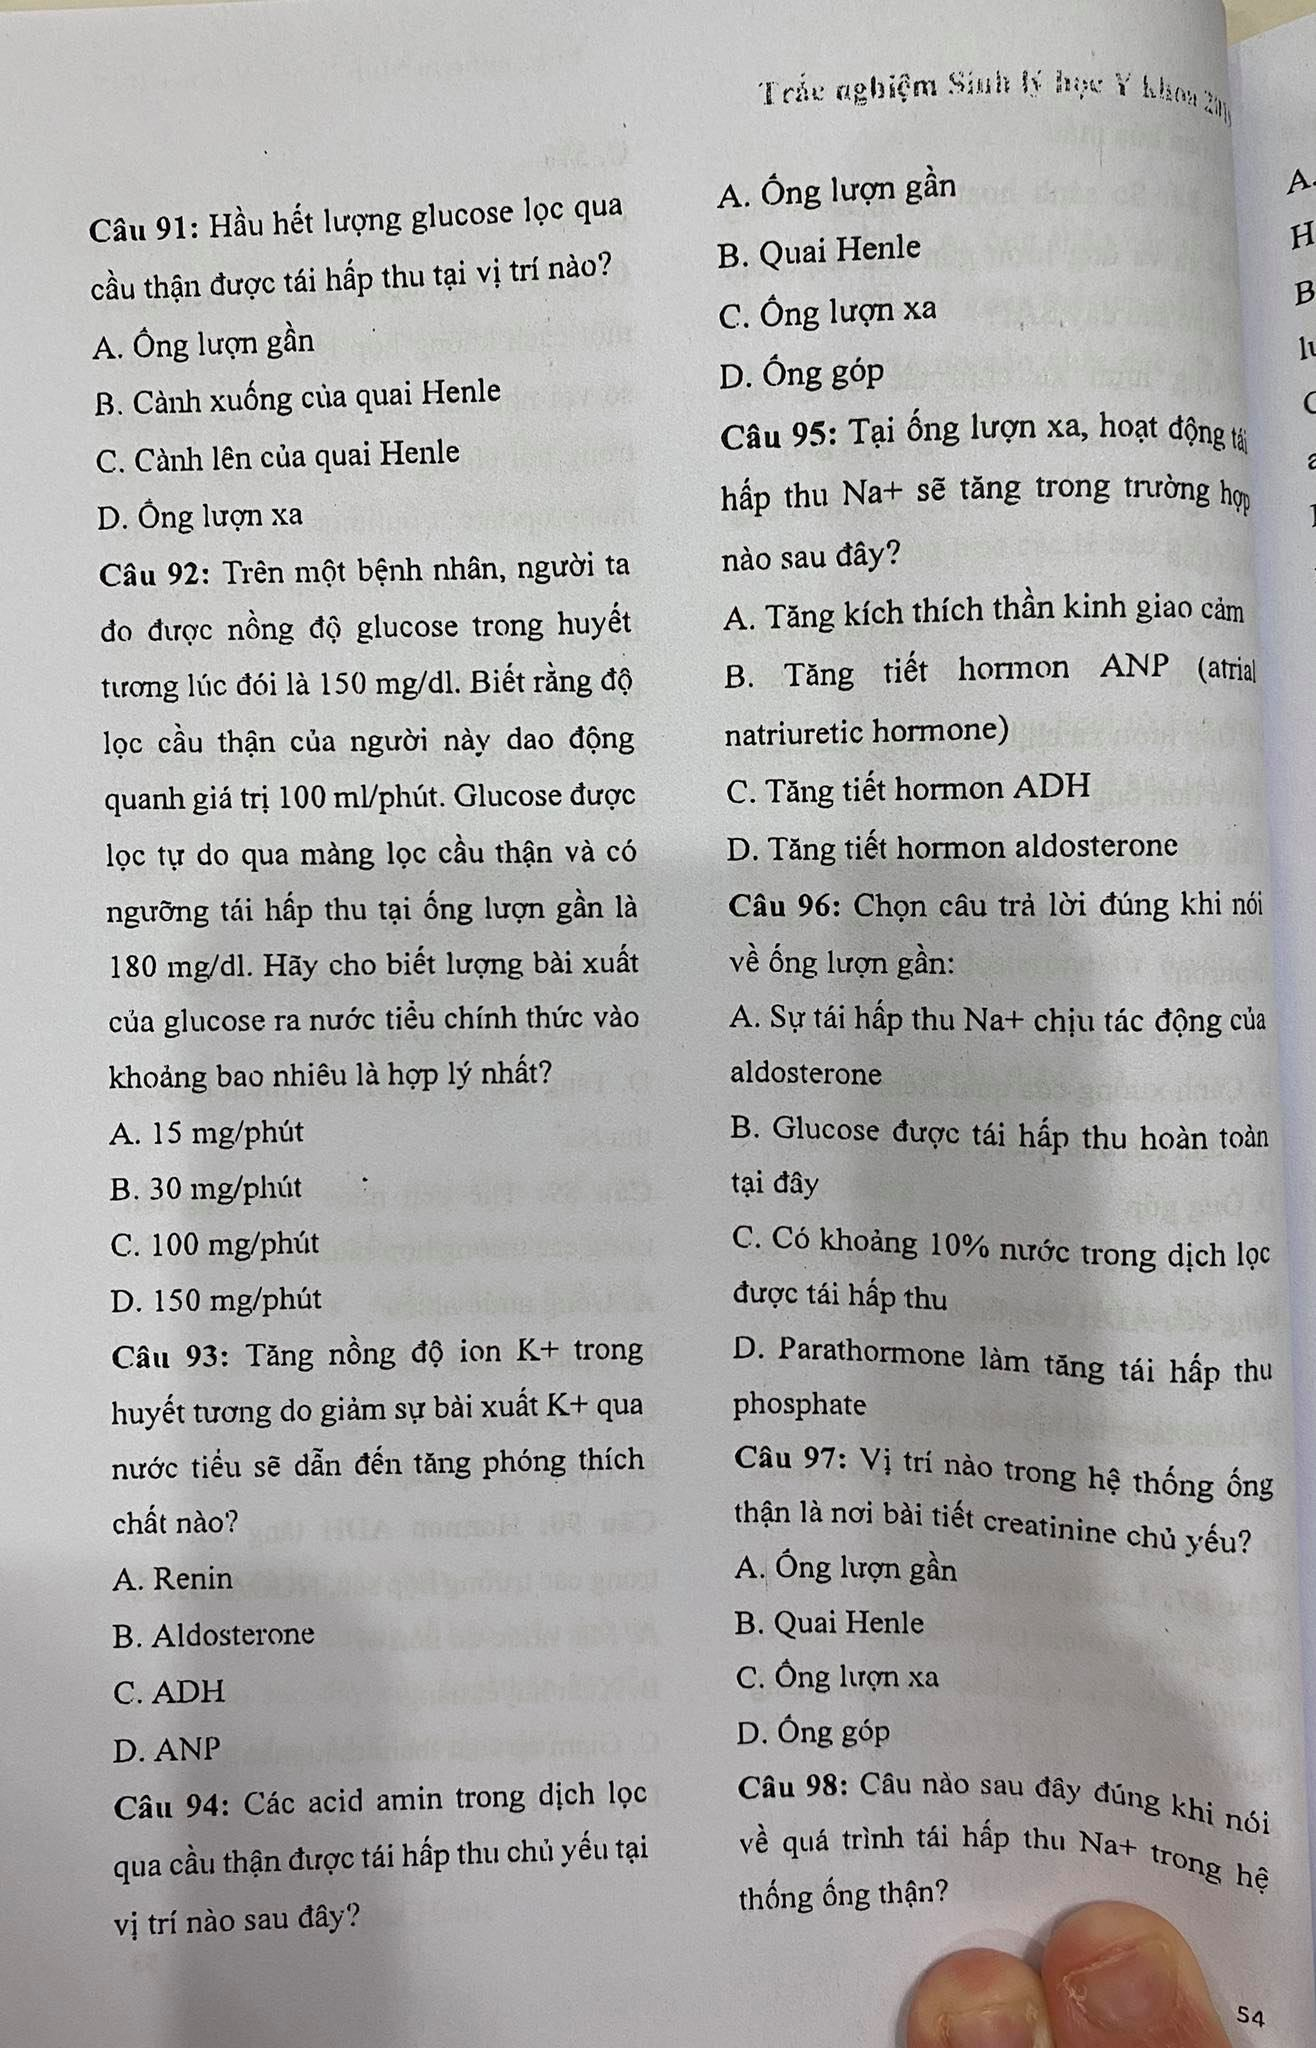 Trắc nghiệm Sinh lý học Y khoa
Câu 91: Hầu hết lượng glucose lọc qua
cầu thận được tái hấp thu tại vị trí nào?
A. Ống lượn gần
B. Cành xuống của quai Henle
C. Cành lên của quai Henle
D. Ống lượn xa
Câu 92: Trên một bệnh nhân, người ta
đo được nồng độ glucose trong huyết
tương lúc đói là 150 mg/dl. Biết rằng độ
lọc cầu thận của người này dao động
quanh giá trị 100 ml/phút. Glucose được
lọc tự do qua màng lọc cầu thận và có
ngưỡng tái hấp thu tại ống lượn gần là
180 mg/dl. Hãy cho biết lượng bài xuất
của glucose ra nước tiểu chính thức vào
khoảng bao nhiêu là hợp lý nhất?
A. 15 mg/phút
B. 30 mg/phút
C. 100 mg/phút
D. 150 mg/phút
Câu 93: Tăng nồng độ ion K+ trong
huyết tương do giảm sự bài xuất K+ qua
nước tiểu sẽ dẫn đến tăng phóng thích
chất nào?
A. Renin
B. Aldosterone
C. ADH
D. ANP
Câu 94: Các acid amin trong dịch lọc
qua cầu thận được tái hấp thu chủ yếu tại
vị trí nào sau đây?
A. Ống lượn gần
B. Quai Henle
C. Ống lượn xa
D. Ống góp
Câu 95: Tại ống lượn xa, hoạt động tái
hấp thu Na+ sẽ tăng trong trường hợp
nào sau đây?
A. Tăng kích thích thần kinh giao cảm
B. Tăng tiết hormon ANP (atrial
natriuretic hormone)
C. Tăng tiết hormon ADH
D. Tăng tiết hormon aldosterone
Câu 96: Chọn câu trả lời đúng khi nói
về ống lượn gần:
A. Sự tái hấp thu Na+ chịu tác động của
aldosterone
B. Glucose được tái hấp thu hoàn toàn
tại đây
C. Có khoảng 10% nước trong dịch lọc
được tái hấp thu
D. Parathormone làm tăng tái hấp thu
phosphate
Câu 97: Vị trí nào trong hệ thống ống
thận là nơi bài tiết creatinine chủ yếu?
A. Ống lượn gần
B. Quai Henle
C. Ống lượn xa
D. Ống góp
Câu 98: Câu nào sau đây đúng khi nói
về quá trình tái hấp thu Na+ trong hệ
thống ống thận?
54
A.
H
B